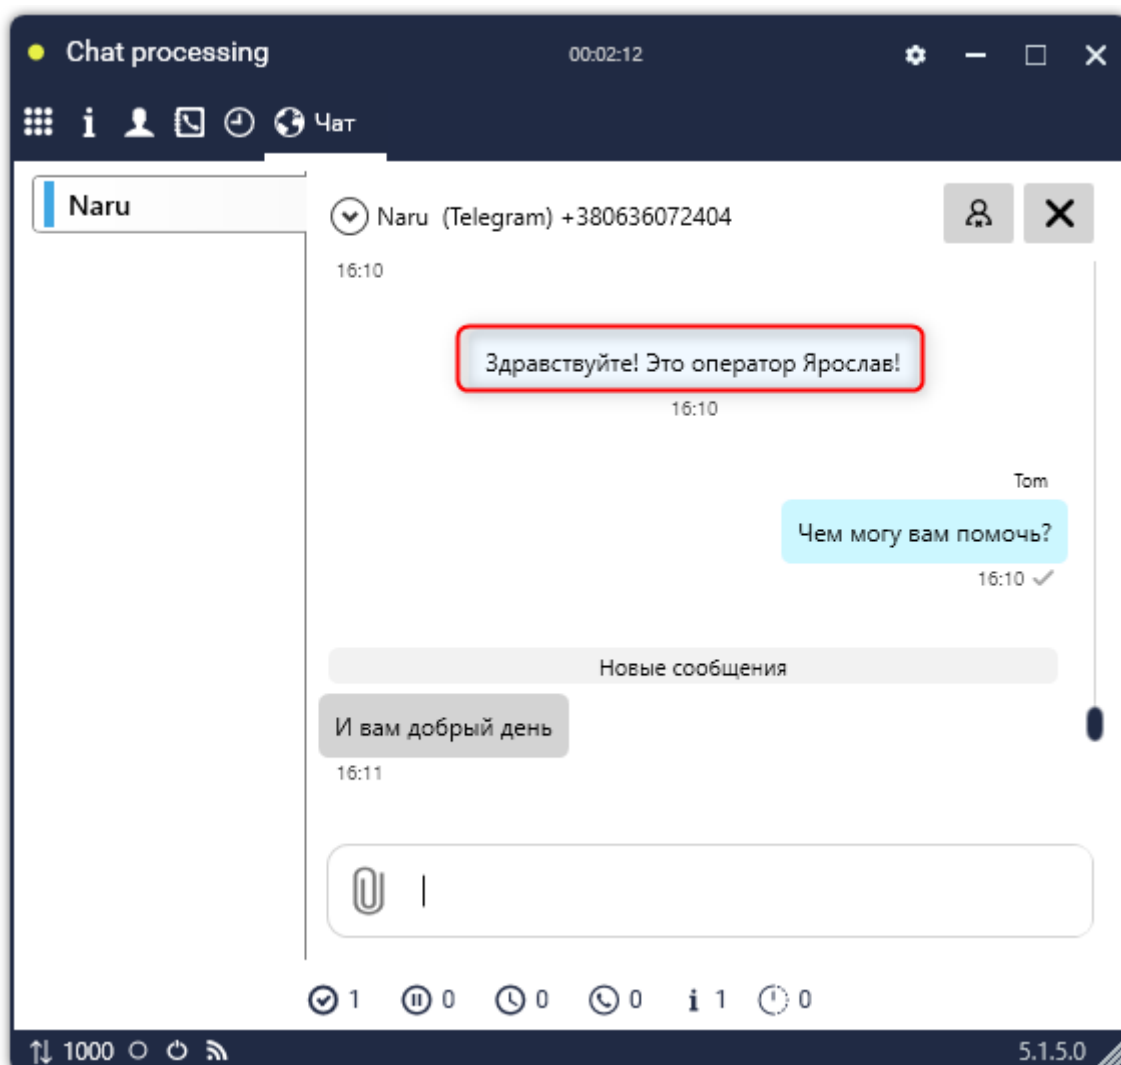 Chat processing 00:02:12
Чат
Naru
Naru (Telegram) +380636072404
16:10
Здравствуйте! Это оператор Ярослав!
16:10
Tom
Чем могу вам помочь?
16:10
Новые сообщения
И вам добрый день
16:11
1 0 0 0 1 0
1000 5.1.5.0